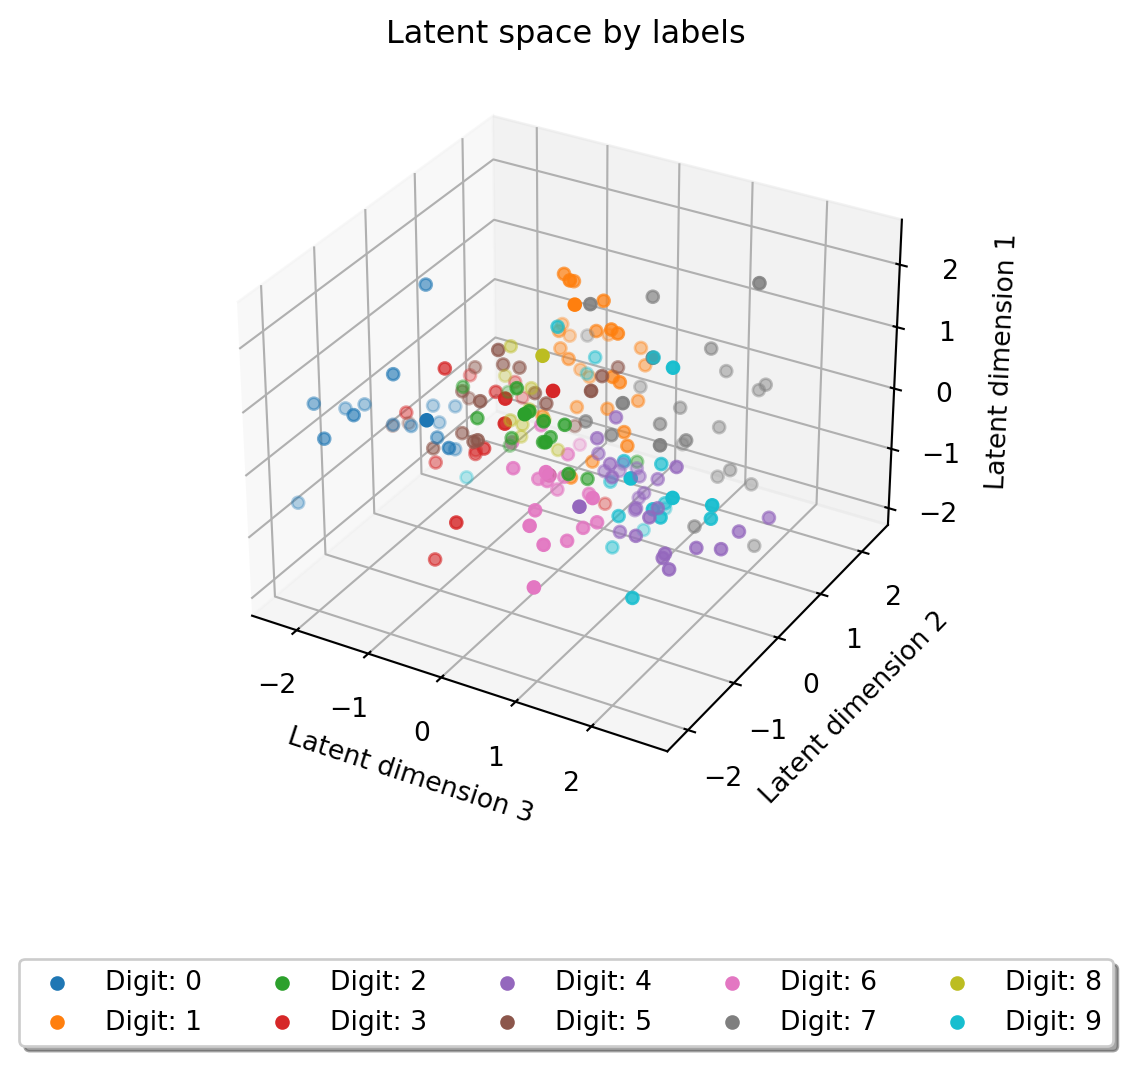 Latent space by labels
2
1
0
−1
−2
Latent dimension 1
2
1
0
−1
−2
Latent dimension 2
−2
−1
0
1
2
Latent dimension 3
Digit: 0 Digit: 2 Digit: 4 Digit: 6 Digit: 8
Digit: 1 Digit: 3 Digit: 5 Digit: 7 Digit: 9